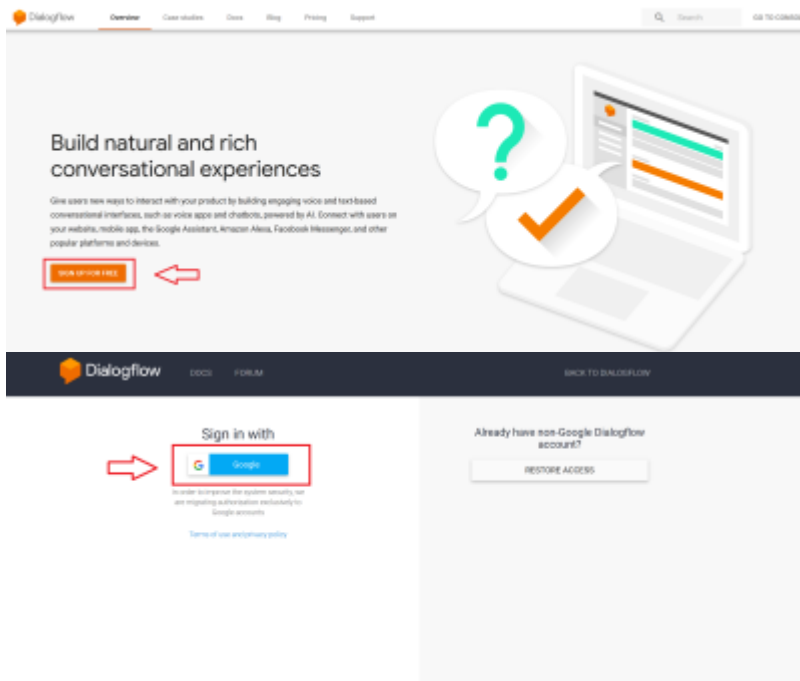 Dialogflow Overview Case studies Docs Blog Pricing Support Search GO TO CONSOLE
Build natural and rich
conversational experiences
Give users new ways to interact with your product by building engaging voice and text-based
conversational interfaces, such as voice apps and chatbots, powered by AI. Connect with users on
your website, mobile app, the Google Assistant, Amazon Alexa, Facebook Messenger, and other
popular platforms and devices.
SIGN UP FOR FREE
Dialogflow DOCS FORUM BACK TO DIALOGFLOW
Sign in with
G Google
In order to improve the system security, we
are migrating authorization exclusively to
Google accounts
Terms of use and privacy policy
Already have non-Google Dialogflow
account?
RESTORE ACCESS